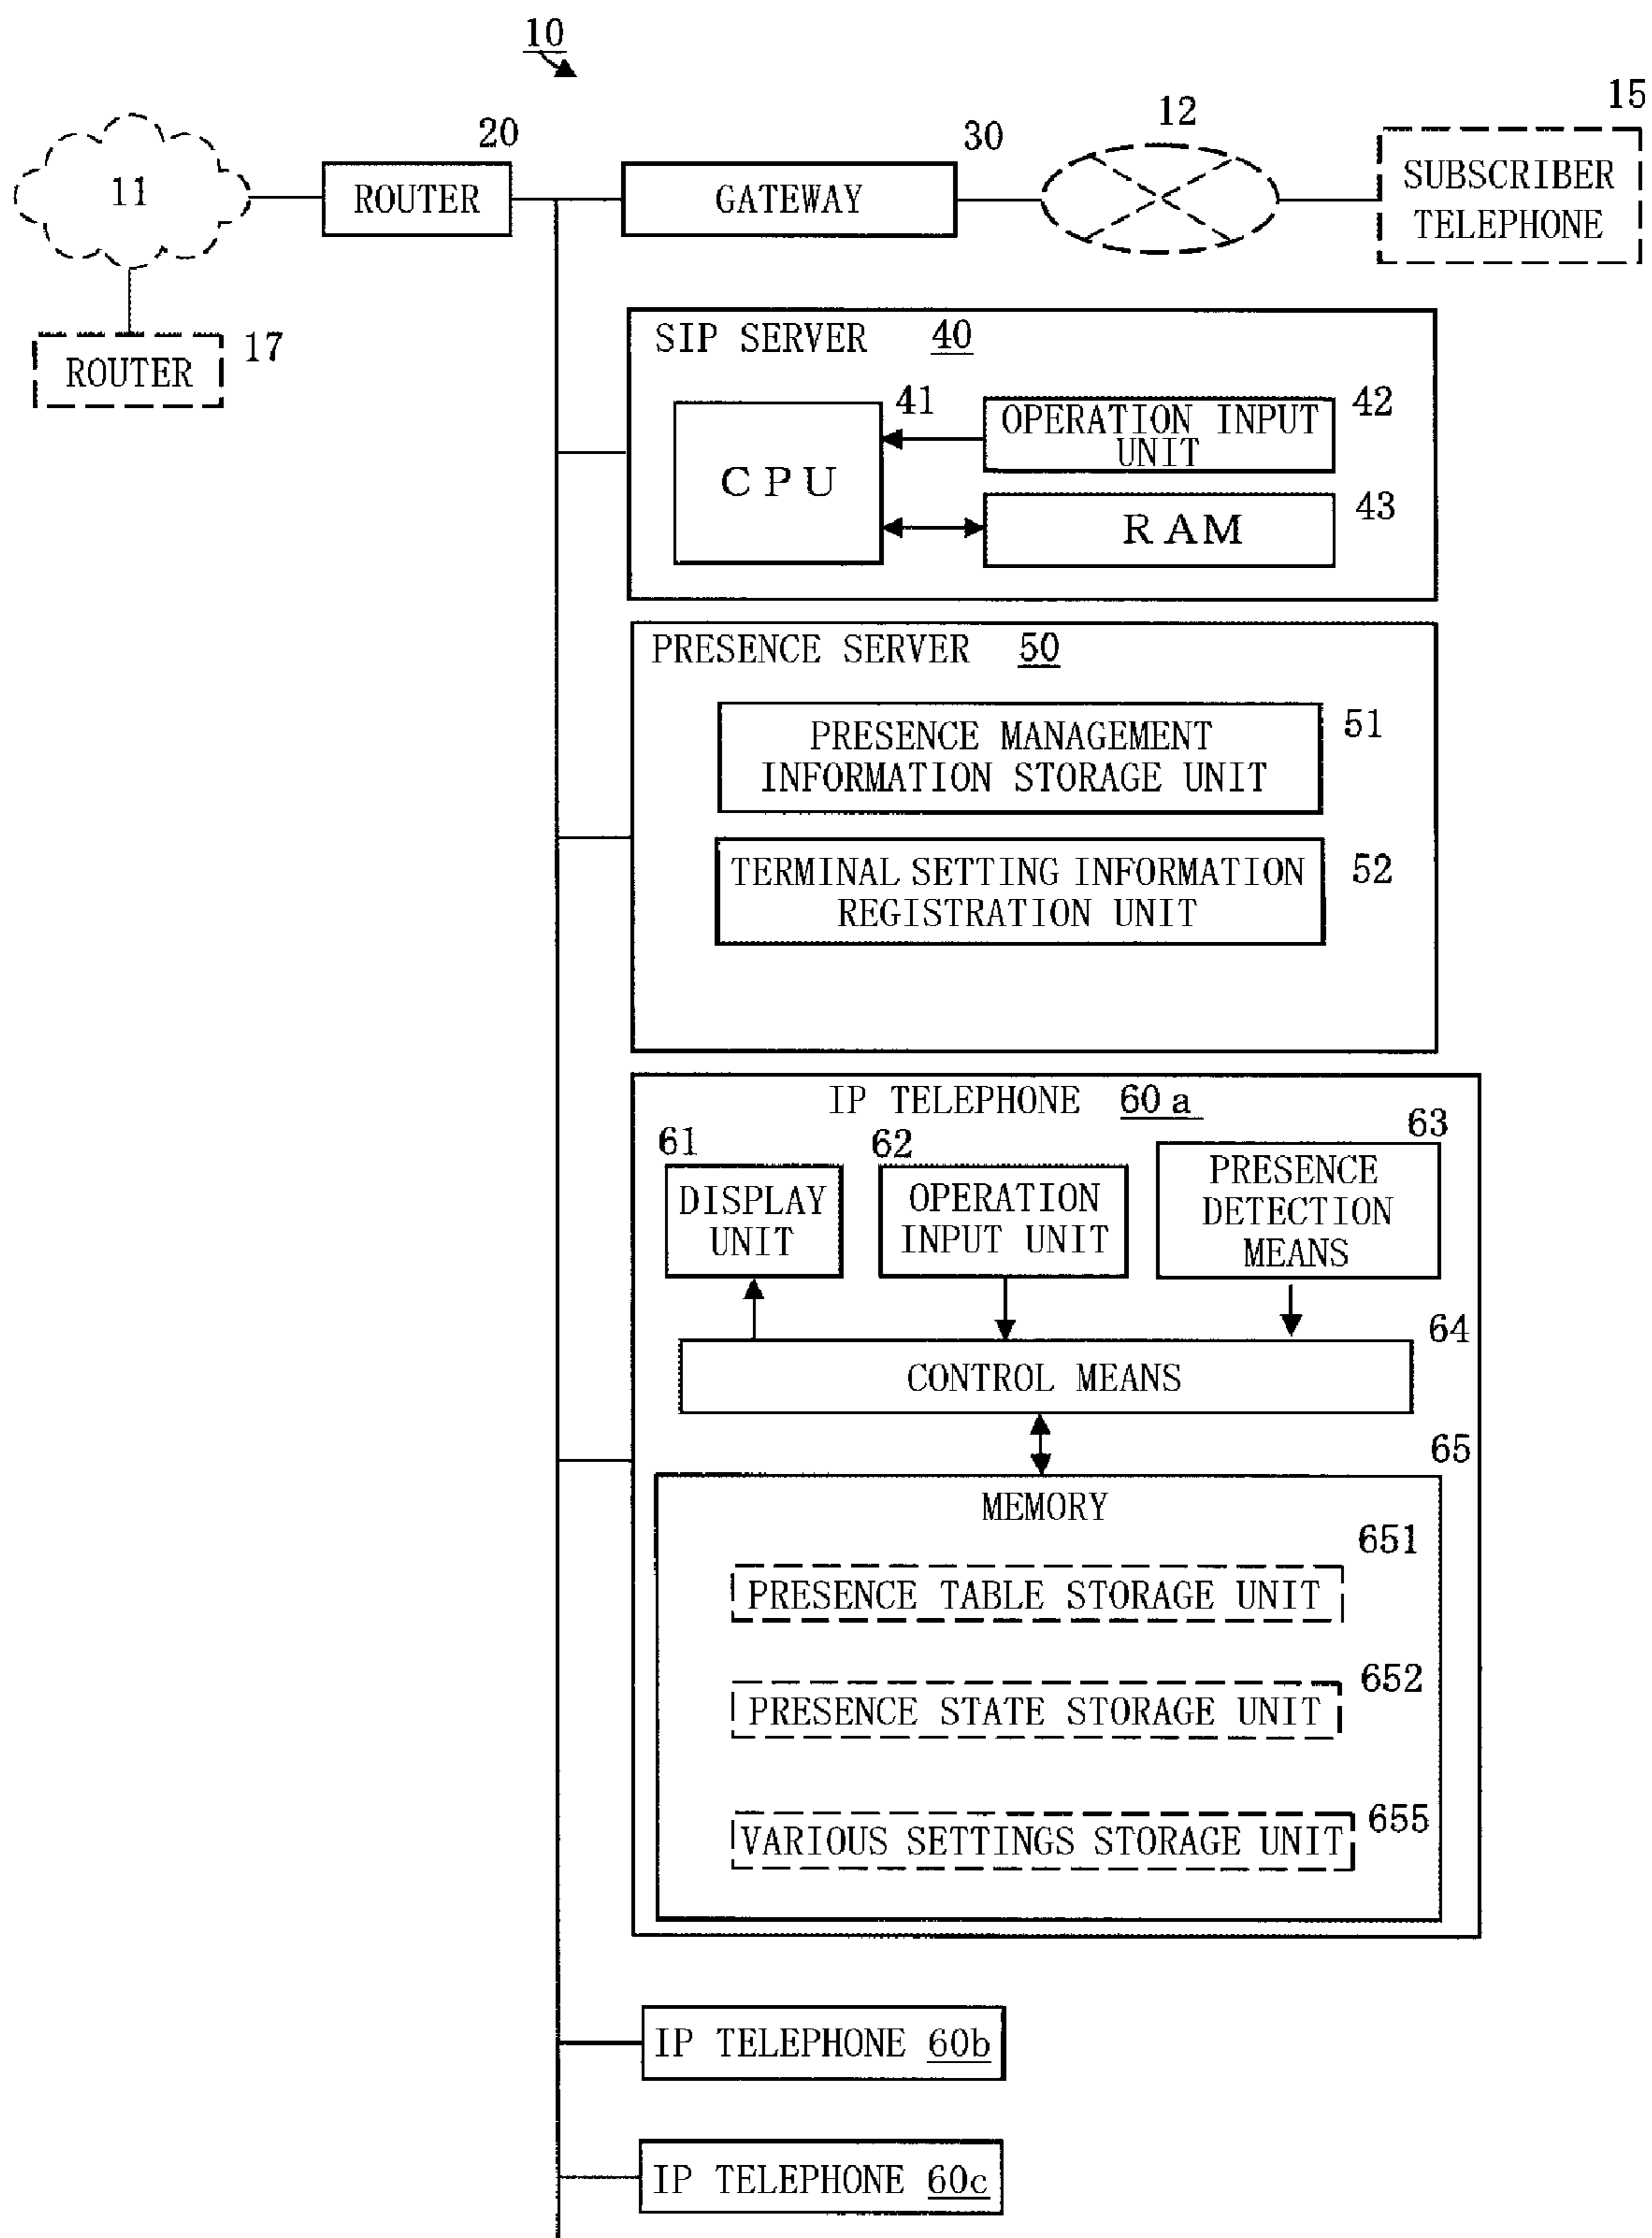 10
15
12
20
30
11
ROUTER
GATEWAY
SUBSCRIBER
TELEPHONE
17
ROUTER
SIP SERVER 40
41
42
OPERATION INPUT
UNIT
CPU
43
RAM
PRESENCE SERVER 50
51
PRESENCE MANAGEMENT
INFORMATION STORAGE UNIT
52
TERMINAL SETTING INFORMATION
REGISTRATION UNIT
IP TELEPHONE 60a
61
62
63
DISPLAY
UNIT
OPERATION
INPUT UNIT
PRESENCE
DETECTION
MEANS
64
CONTROL MEANS
65
MEMORY
651
PRESENCE TABLE STORAGE UNIT
652
PRESENCE STATE STORAGE UNIT
655
VARIOUS SETTINGS STORAGE UNIT
IP TELEPHONE 60b
IP TELEPHONE 60c